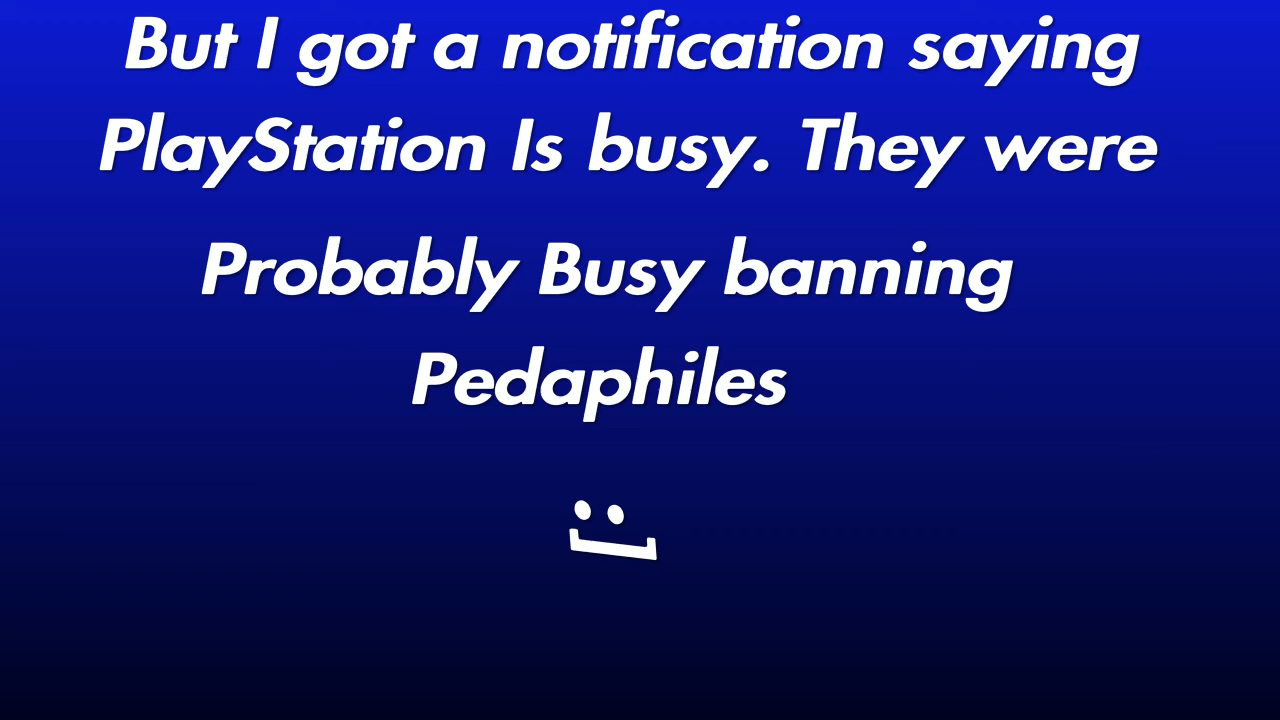 But I got a notification saying
PlayStation Is busy. They were
Probably Busy banning
Pedaphiles
:]